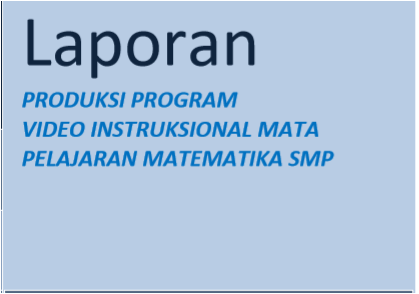 Laporan
PRODUKSI PROGRAM
VIDEO INSTRUKSIONAL MATA
PELAJARAN MATEMATIKA SMP